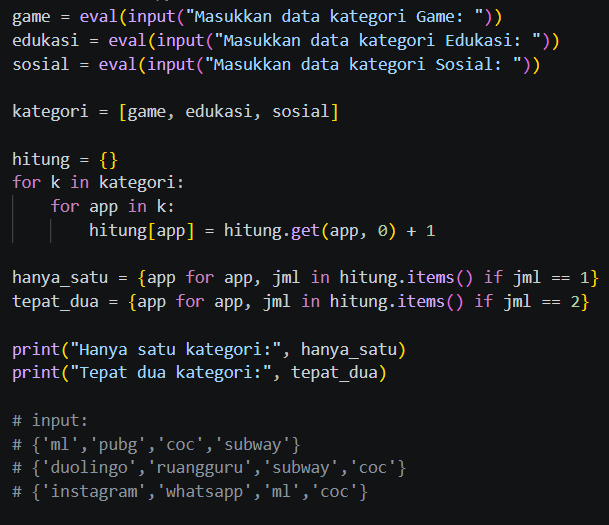 game = eval(input("Masukkan data kategori Game: "))
edukasi = eval(input("Masukkan data kategori Edukasi: "))
sosial = eval(input("Masukkan data kategori Sosial: "))

kategori = [game, edukasi, sosial]

hitung = {}
for k in kategori:
    for app in k:
        hitung[app] = hitung.get(app, 0) + 1

hanya_satu = {app for app, jml in hitung.items() if jml == 1}
tepat_dua = {app for app, jml in hitung.items() if jml == 2}

print("Hanya satu kategori:", hanya_satu)
print("Tepat dua kategori:", tepat_dua)

# input:
# {'ml','pubg','coc','subway'}
# {'duolingo','ruangguru','subway','coc'}
# {'instagram','whatsapp','ml','coc'}